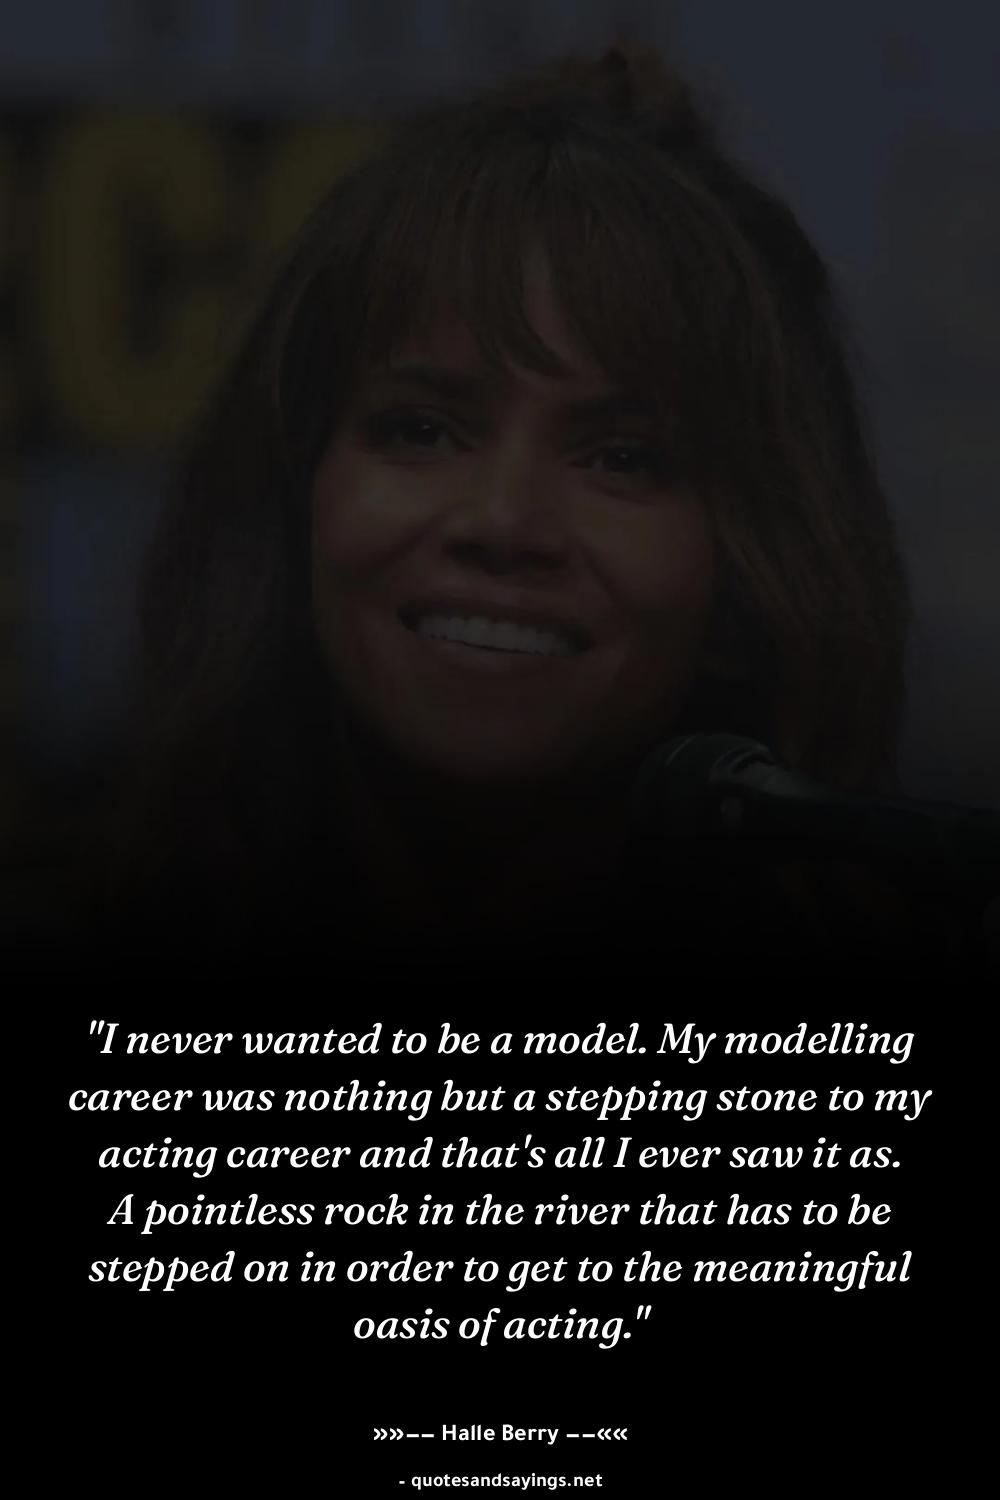 "I never wanted to be a model. My modelling
career was nothing but a stepping stone to my
acting career and that's all I ever saw it as.
A pointless rock in the river that has to be
stepped on in order to get to the meaningful
oasis of acting."
»»–– Halle Berry ––««
- quotesandsayings.net